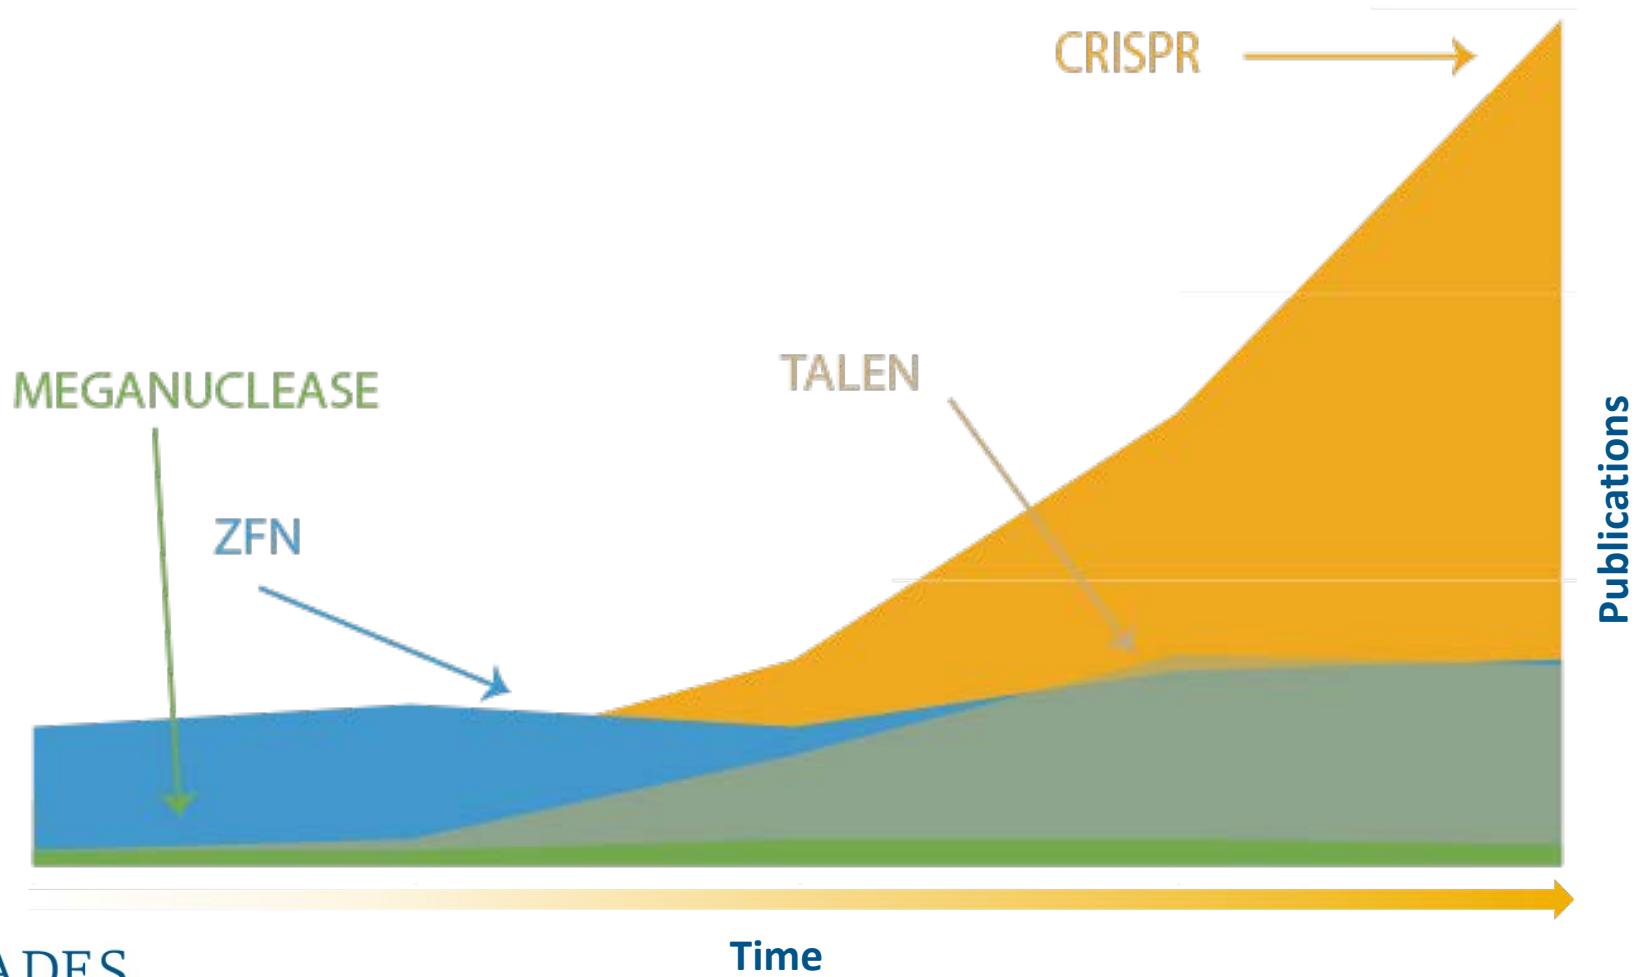 CRISPR
TALEN
MEGANUCLEASE
ZFN
Publications
Time